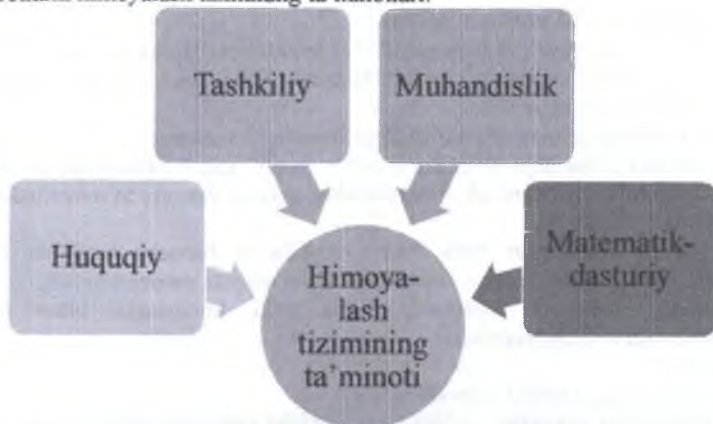 himoyalash tizimining ta'minotlari.
Tashkiliy
Muhandislik
Huquqiy
Matematik-
dasturiy
Himoya-
lash
tizimining
ta'minoti